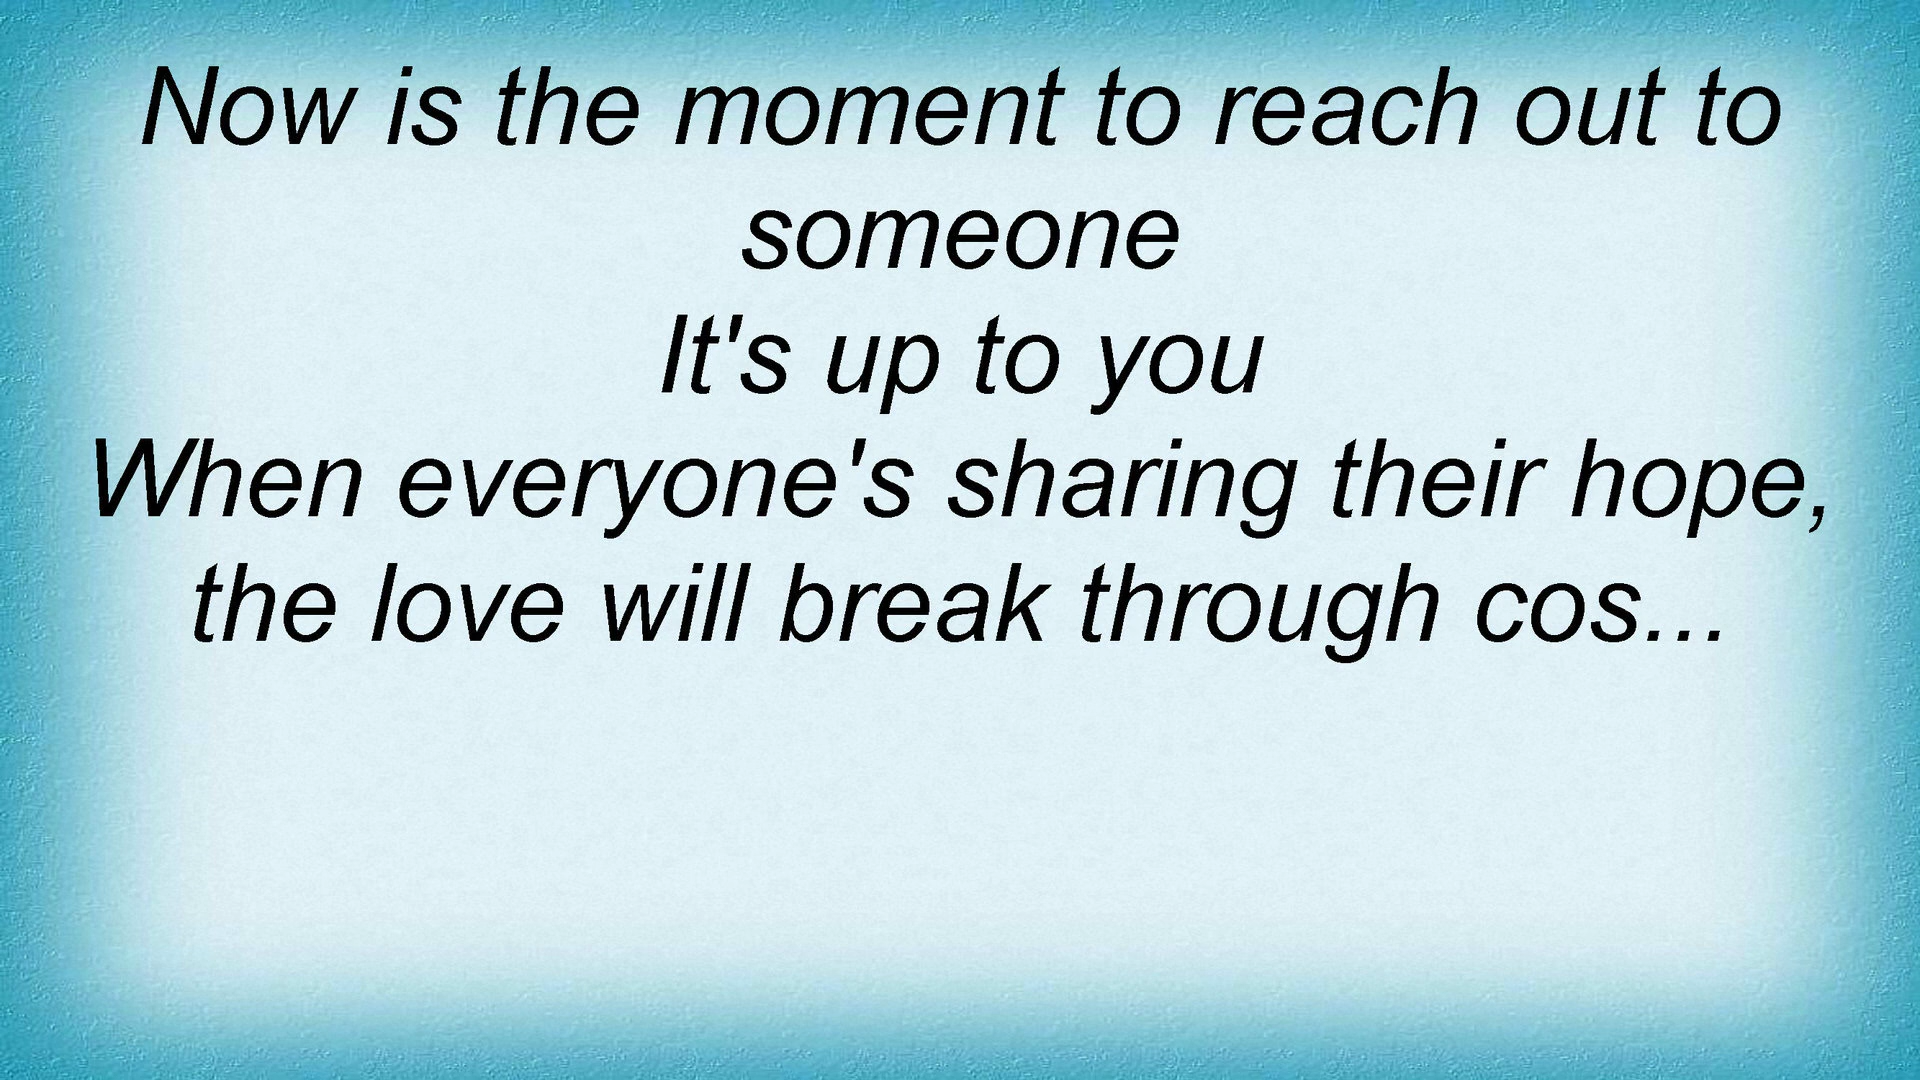 Now is the moment to reach out to
someone
It's up to you
When everyone's sharing their hope,
the love will break through cos...